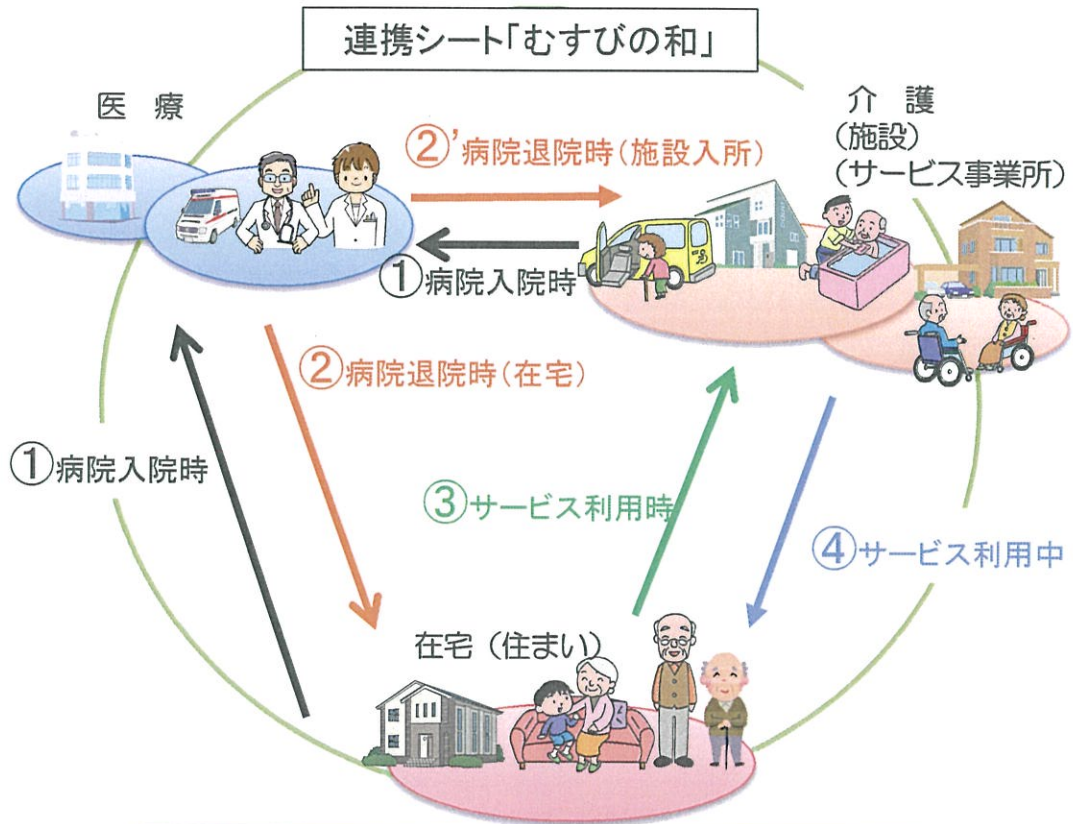 連携シート「むすびの和」
医 療
介 護
(施設)
(サービス事業所)
②'病院退院時(施設入所)
①病院入院時
②病院退院時(在宅)
①病院入院時
③サービス利用時
④サービス利用中
在宅(住まい)